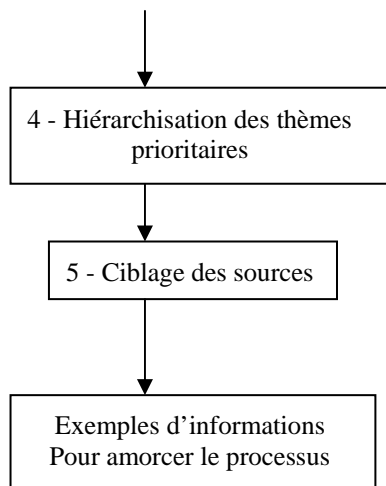 4 - Hiérarchisation des thèmes
prioritaires
5 - Ciblage des sources
Exemples d’informations
Pour amorcer le processus